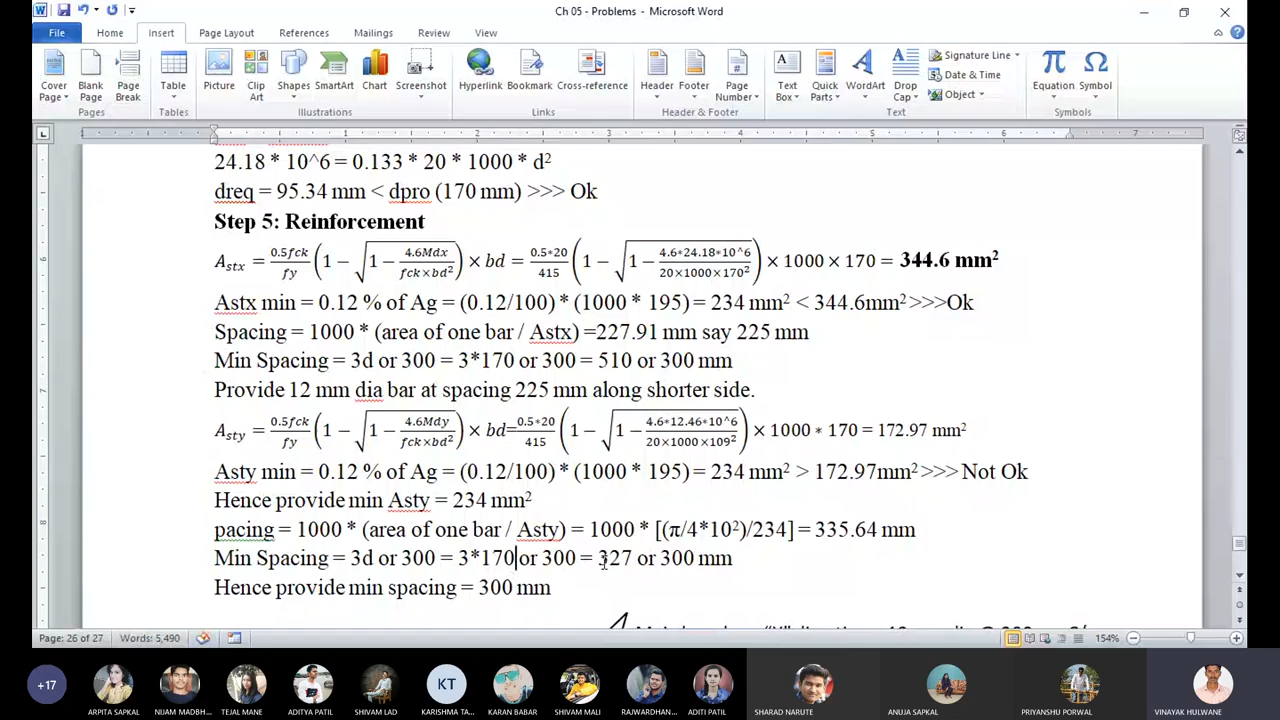 Ch 05 - Problems - Microsoft Word
File Home Insert Page Layout References Mailings Review View
Cover Page Blank Page Page Break Table Picture Clip Art Shapes SmartArt Chart Screenshot Hyperlink Bookmark Cross-reference Header Footer Page Number Text Box Quick Parts WordArt Drop Cap Signature Line Date & Time Object Equation Symbol
Pages Tables Illustrations Links Header & Footer Text Symbols
24.18 * 10^6 = 0.133 * 20 * 1000 * d²
dreq = 95.34 mm < dpro (170 mm) >>> Ok
Step 5: Reinforcement
A_stx = 0.5fck/fy (1 − √(1 − 4.6Mdx/(fck×bd²))) × bd = 0.5*20/415 (1 − √(1 − 4.6*24.18*10^6/(20×1000×170²))) × 1000 × 170 = 344.6 mm²
Astx min = 0.12 % of Ag = (0.12/100) * (1000 * 195) = 234 mm² < 344.6mm² >>>Ok
Spacing = 1000 * (area of one bar / Astx) =227.91 mm say 225 mm
Min Spacing = 3d or 300 = 3*170 or 300 = 510 or 300 mm
Provide 12 mm dia bar at spacing 225 mm along shorter side.
A_sty = 0.5fck/fy (1 − √(1 − 4.6Mdy/(fck×bd²))) × bd=0.5*20/415 (1 − √(1 − 4.6*12.46*10^6/(20×1000×109²))) × 1000 * 170 = 172.97 mm²
Asty min = 0.12 % of Ag = (0.12/100) * (1000 * 195) = 234 mm² > 172.97mm² >>> Not Ok
Hence provide min Asty = 234 mm²
pacing = 1000 * (area of one bar / Asty) = 1000 * [(π/4*10²)/234] = 335.64 mm
Min Spacing = 3d or 300 = 3*170 or 300 = 327 or 300 mm
Hence provide min spacing = 300 mm
Page: 26 of 27 Words: 5,490 154%
+17 KT
ARPITA SAPKAL NIJAM MADBH... TEJAL MANE ADITYA PATIL SHIVAM LAD KARISHMA TA... KARAN BABAR SHIVAM MALI RAJWARDHAN... ADITI PATIL SHARAD NARUTE ANUJA SAPKAL PRIYANSHU PORWAL VINAYAK HULWANE